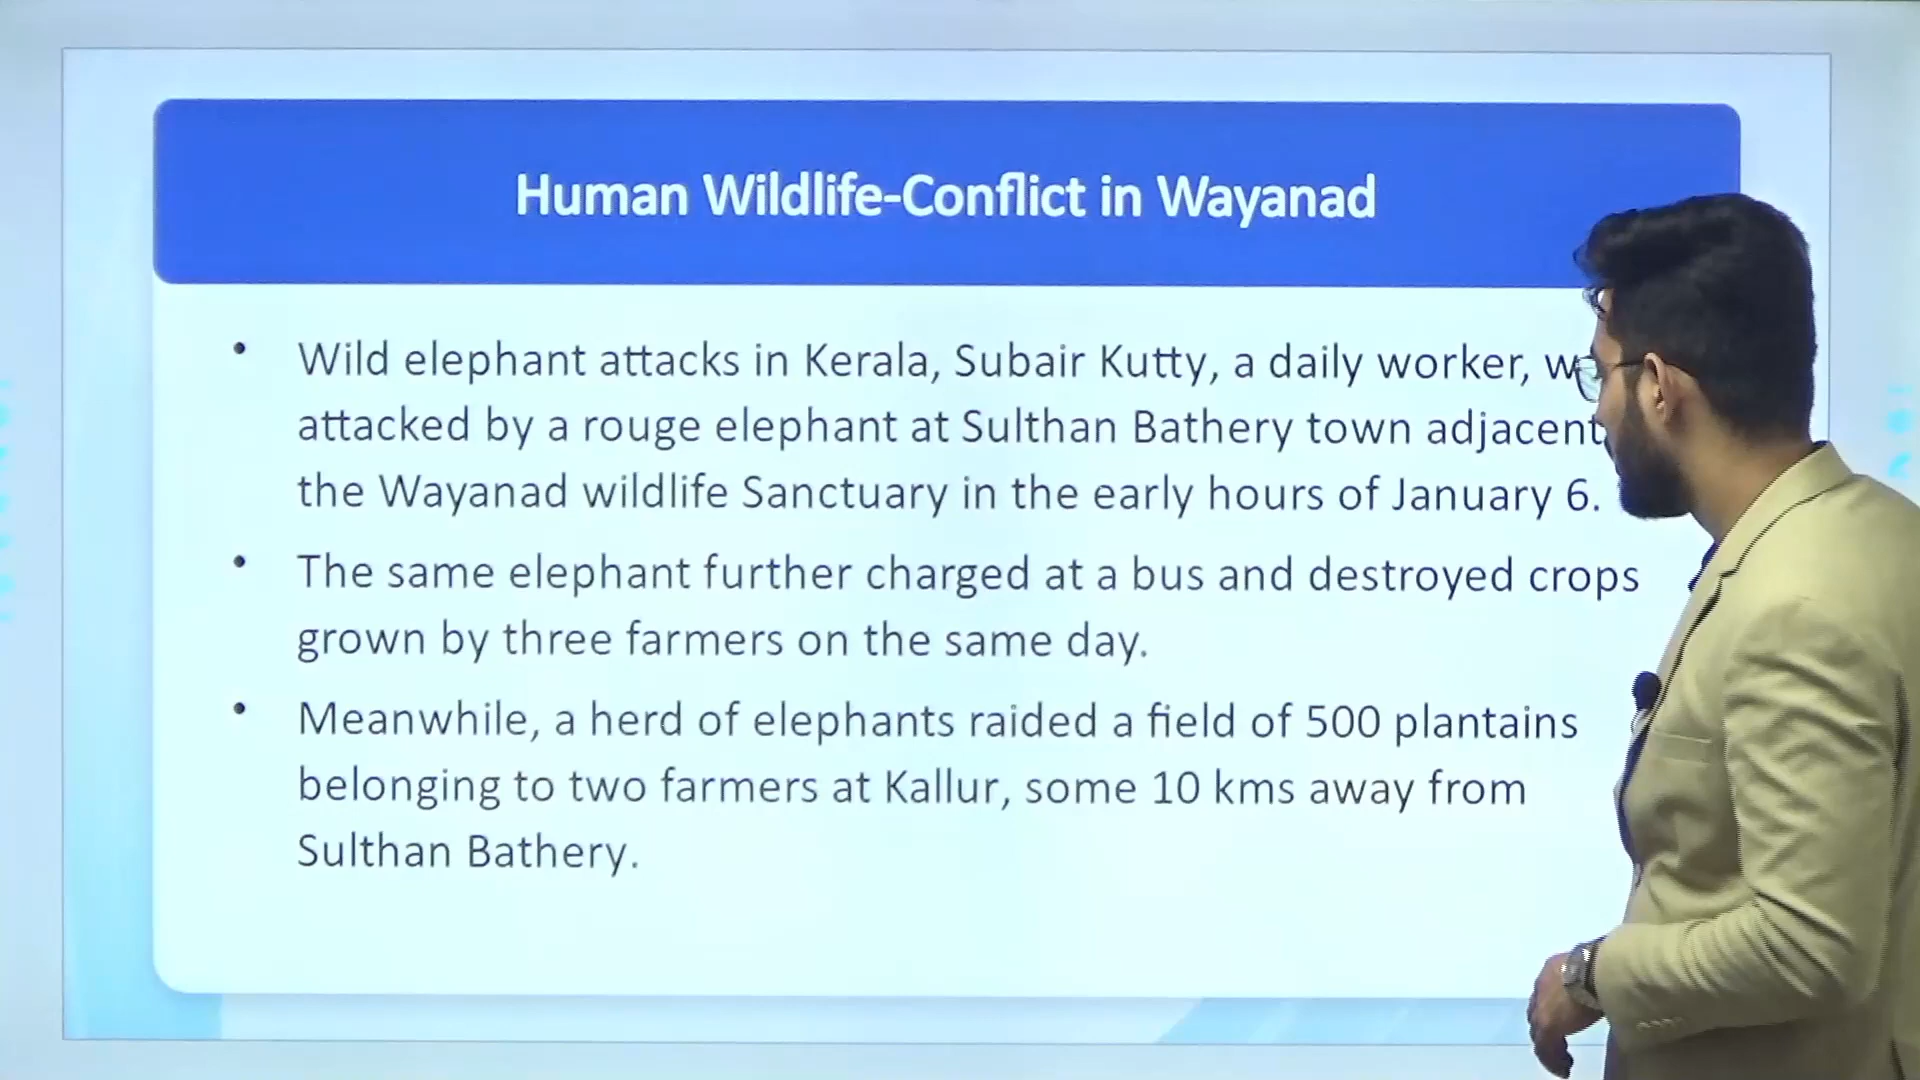 Human Wildlife-Conflict in Wayanad
• Wild elephant attacks in Kerala, Subair Kutty, a daily worker,
attacked by a rouge elephant at Sulthan Bathery town adjacent
the Wayanad wildlife Sanctuary in the early hours of January 6.
• The same elephant further charged at a bus and destroyed crops
grown by three farmers on the same day.
• Meanwhile, a herd of elephants raided a field of 500 plantains
belonging to two farmers at Kallur, some 10 kms away from
Sulthan Bathery.